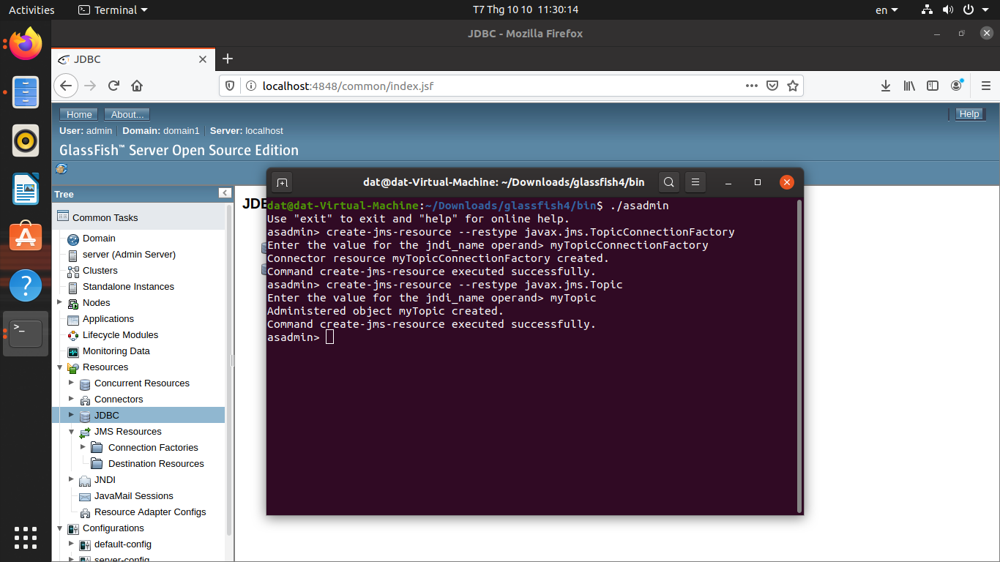 Activities
Terminal
T7 Thg 10 10 11:30:14
en
JDBC - Mozilla Firefox
JDBC
localhost:4848/common/index.jsf
Home
About...
Help
User: admin
Domain: domain1
Server: localhost
GlassFish™ Server Open Source Edition
Tree
Common Tasks
Domain
server (Admin Server)
Clusters
Standalone Instances
Nodes
Applications
Lifecycle Modules
Monitoring Data
Resources
Concurrent Resources
Connectors
JDBC
JMS Resources
Connection Factories
Destination Resources
JNDI
JavaMail Sessions
Resource Adapter Configs
Configurations
default-config
server-config
dat@dat-Virtual-Machine: ~/Downloads/glassfish4/bin
dat@dat-Virtual-Machine:~/Downloads/glassfish4/bin$ ./asadmin
Use "exit" to exit and "help" for online help.
asadmin> create-jms-resource --restype javax.jms.TopicConnectionFactory
Enter the value for the jndi_name operand> myTopicConnectionFactory
Connector resource myTopicConnectionFactory created.
Command create-jms-resource executed successfully.
asadmin> create-jms-resource --restype javax.jms.Topic
Enter the value for the jndi_name operand> myTopic
Administered object myTopic created.
Command create-jms-resource executed successfully.
asadmin>